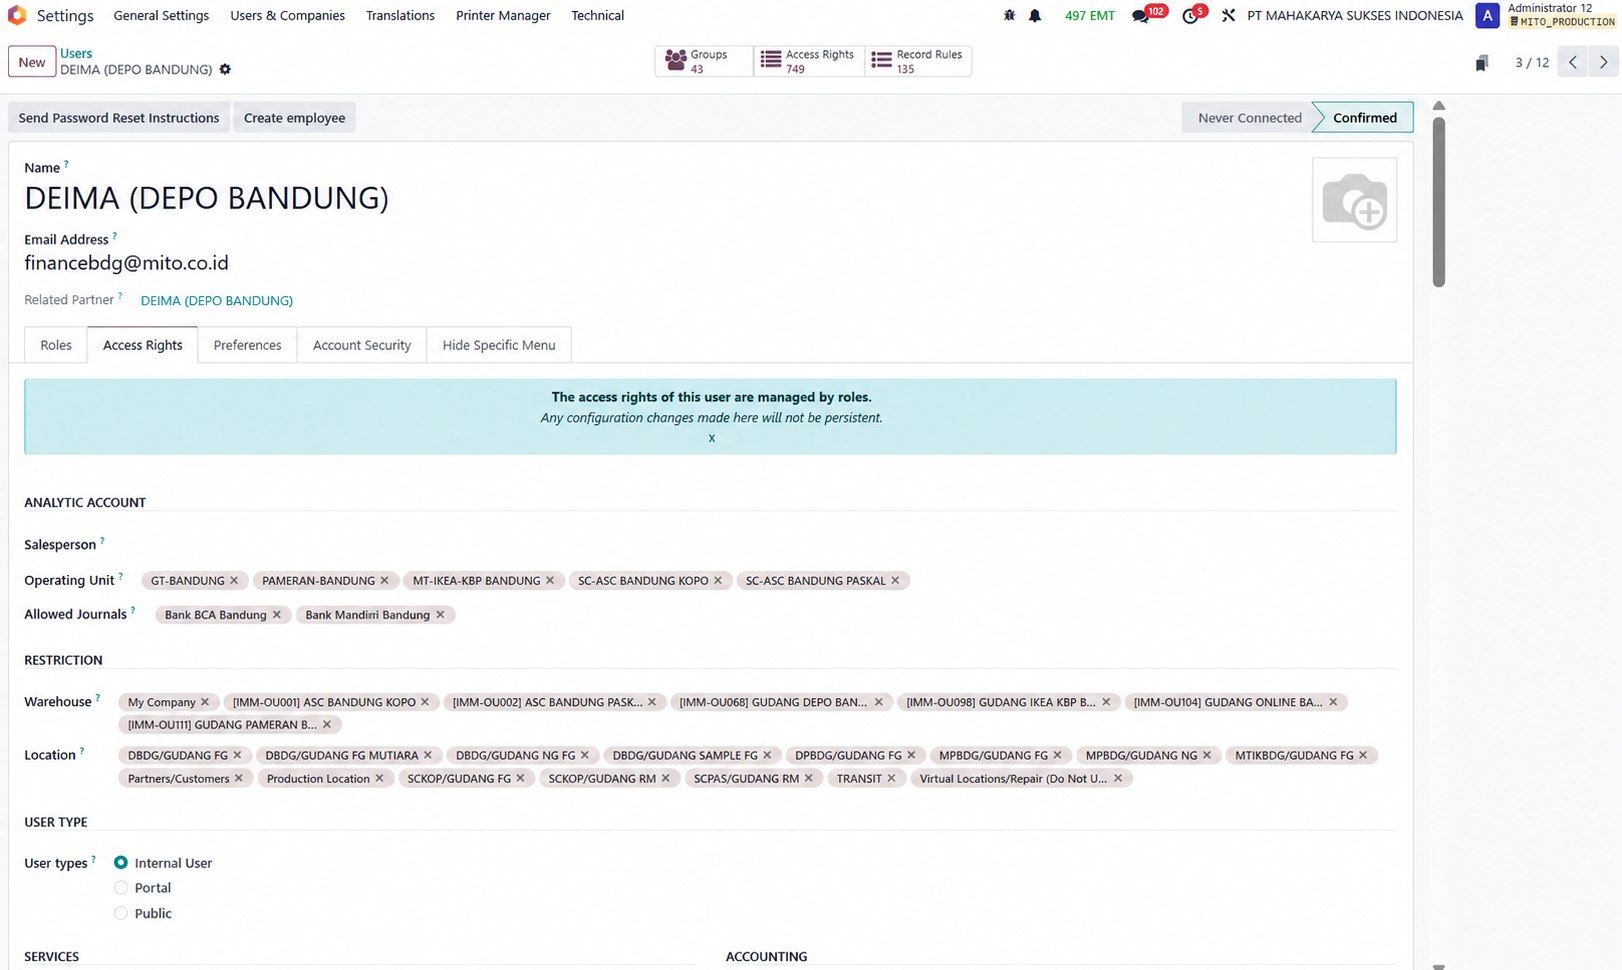 Settings General Settings Users & Companies Translations Printer Manager Technical 497 EMT 102 5 PT MAHAKARYA SUKSES INDONESIA A Administrator 12
MITO_PRODUCTION
New Users
DEIMA (DEPO BANDUNG)
Groups
43
Access Rights
749
Record Rules
135
3 / 12
Send Password Reset Instructions Create employee Never Connected Confirmed
Name ?
DEIMA (DEPO BANDUNG)
Email Address ?
financebdg@mito.co.id
Related Partner ? DEIMA (DEPO BANDUNG)
Roles Access Rights Preferences Account Security Hide Specific Menu
The access rights of this user are managed by roles.
Any configuration changes made here will not be persistent.
x
ANALYTIC ACCOUNT
Salesperson ?
Operating Unit ? GT-BANDUNG × PAMERAN-BANDUNG × MT-IKEA-KBP BANDUNG × SC-ASC BANDUNG KOPO × SC-ASC BANDUNG PASKAL ×
Allowed Journals ? Bank BCA Bandung × Bank Mandirri Bandung ×
RESTRICTION
Warehouse ? My Company × [IMM-OU001] ASC BANDUNG KOPO × [IMM-OU002] ASC BANDUNG PASK... × [IMM-OU068] GUDANG DEPO BAN... × [IMM-OU098] GUDANG IKEA KBP B... × [IMM-OU104] GUDANG ONLINE BA... ×
[IMM-OU111] GUDANG PAMERAN B... ×
Location ? DBDG/GUDANG FG × DBDG/GUDANG FG MUTIARA × DBDG/GUDANG NG FG × DBDG/GUDANG SAMPLE FG × DPBDG/GUDANG FG × MPBDG/GUDANG FG × MPBDG/GUDANG NG × MTIKBDG/GUDANG FG ×
Partners/Customers × Production Location × SCKOP/GUDANG FG × SCKOP/GUDANG RM × SCPAS/GUDANG RM × TRANSIT × Virtual Locations/Repair (Do Not U... ×
USER TYPE
User types ? Internal User
Portal
Public
SERVICES ACCOUNTING